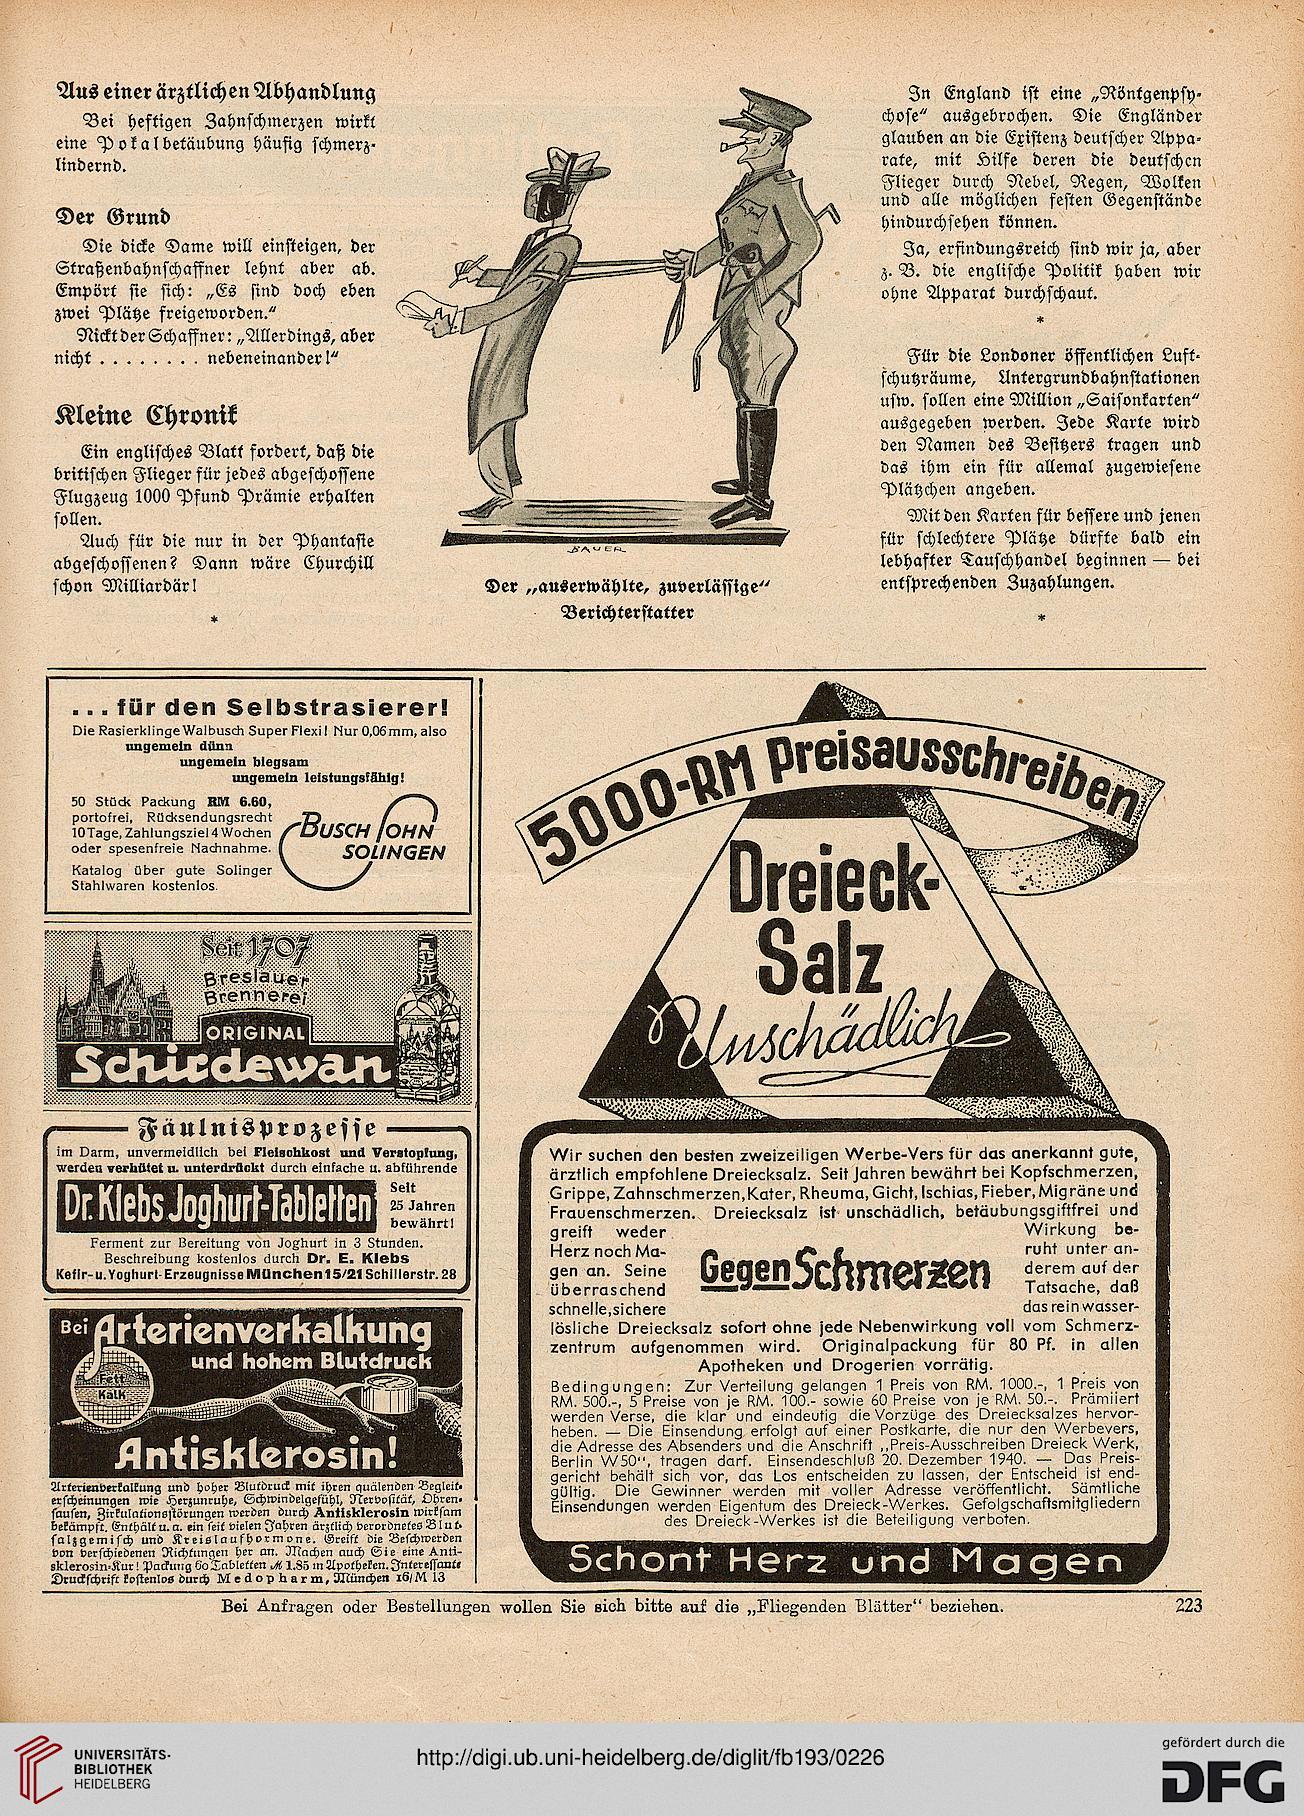 Aus einer ärztlichen Abhandlung
Bei heftigen Zahnschmerzen wirkt
eine Pokalbetäubung häufig schmerz-
lindernd.
Der Grund
Die dicke Dame will einsteigen, der
Straßenbahnschaffner lehnt aber ab.
Empört sie sich: „Es sind doch eben
zwei Plätze freigeworden.“
Nickt der Schaffner: „Allerdings, aber
nicht . . . . . . . . nebeneinander!“
Kleine Chronik
Ein englisches Blatt fordert, daß die
britischen Flieger für jedes abgeschossene
Flugzeug 1000 Pfund Prämie erhalten
sollen.
Auch für die nur in der Phantasie
abgeschossenen? Dann wäre Churchill
schon Milliardär!
*
BAUER
Der „auserwählte, zuverlässige“
Berichterstatter
In England ist eine „Röntgenpsy-
chose“ ausgebrochen. Die Engländer
glauben an die Existenz deutscher Appa-
rate, mit Hilfe deren die deutschen
Flieger durch Nebel, Regen, Wolken
und alle möglichen festen Gegenstände
hindurchsehen können.
Ja, erfindungsreich sind wir ja, aber
z. B. die englische Politik haben wir
ohne Apparat durchschaut.
*
Für die Londoner öffentlichen Luft-
schutzräume, Untergrundbahnstationen
usw. sollen eine Million „Saisonkarten“
ausgegeben werden. Jede Karte wird
den Namen des Besitzers tragen und
das ihm ein für allemal zugewiesene
Plätzchen angeben.
Mit den Karten für bessere und jenen
für schlechtere Plätze dürfte bald ein
lebhafter Tauschhandel beginnen — bei
entsprechenden Zuzahlungen.
*
... für den Selbstrasierer!
Die Rasierklinge Walbusch Super Flexi! Nur 0,06 mm, also
ungemein dünn
ungemein biegsam
ungemein leistungsfähig!
50 Stück Packung RM 6.60,
portofrei, Rücksendungsrecht
10 Tage, Zahlungsziel 4 Wochen
oder spesenfreie Nachnahme.
Katalog über gute Solinger
Stahlwaren kostenlos.
BUSCH SOHN
SOLINGEN
Seit 1707
Breslauer
Brennerei
ORIGINAL
Schirdewan
Fäulnisprozesse
im Darm, unvermeidlich bei Fleischkost und Verstopfung,
werden verhütet u. unterdrückt durch einfache u. abführende
Dr. Klebs Joghurt-Tabletten
Seit
25 Jahren
bewährt!
Ferment zur Bereitung von Joghurt in 3 Stunden.
Beschreibung kostenlos durch Dr. E. Klebs
Kefir- u. Yoghurt-Erzeugnisse München 15/21 Schillerstr. 28
Bei Arterienverkalkung
und hohem Blutdruck
Fett
Kalk
Antisklerosin!
Arterienverkalkung und hoher Blutdruck mit ihren quälenden Begleit-
erscheinungen wie Herzunruhe, Schwindelgefühl, Nervosität, Ohren-
sausen, Zirkulationsstörungen werden durch Antisklerosin wirksam
bekämpft. Enthält u. a. ein seit vielen Jahren ärztlich verordnetes Blut-
salzgemisch und Kreislaufhormone. Greift die Beschwerden
von verschiedenen Richtungen her an. Machen auch Sie eine Anti-
sklerosin-Kur! Packung 60 Tabletten ℳ 1.85 in Apotheken. Interessante
Druckschrift kostenlos durch Medopharm, München 16/M 13
5000-RM Preisausschreiben
Dreieck-
Salz
Unschädlich
Wir suchen den besten zweizeiligen Werbe-Vers für das anerkannt gute,
ärztlich empfohlene Dreiecksalz. Seit Jahren bewährt bei Kopfschmerzen,
Grippe, Zahnschmerzen, Kater, Rheuma, Gicht, Ischias, Fieber, Migräne und
Frauenschmerzen. Dreiecksalz ist unschädlich, betäubungsgiftfrei und
greift weder
Herz noch Ma-
gen an. Seine
überraschend
schnelle, sichere
Gegen Schmerzen
Wirkung be-
ruht unter an-
derem auf der
Tatsache, daß
das rein wasser-
lösliche Dreiecksalz sofort ohne jede Nebenwirkung voll vom Schmerz-
zentrum aufgenommen wird. Originalpackung für 80 Pf. in allen
Apotheken und Drogerien vorrätig.
Bedingungen: Zur Verteilung gelangen 1 Preis von RM. 1000.-, 1 Preis von
RM. 500.-, 5 Preise von je RM. 100.- sowie 60 Preise von je RM. 50.-. Prämiiert
werden Verse, die klar und eindeutig die Vorzüge des Dreiecksalzes hervor-
heben. — Die Einsendung erfolgt auf einer Postkarte, die nur den Werbevers,
die Adresse des Absenders und die Anschrift „Preis-Ausschreiben Dreieck Werk,
Berlin W 50“, tragen darf. Einsendeschluß 20. Dezember 1940. — Das Preis-
gericht behält sich vor, das Los entscheiden zu lassen, der Entscheid ist end-
gültig. Die Gewinner werden mit voller Adresse veröffentlicht. Sämtliche
Einsendungen werden Eigentum des Dreieck-Werkes. Gefolgschaftsmitgliedern
des Dreieck-Werkes ist die Beteiligung verboten.
Schont Herz und Magen
Bei Anfragen oder Bestellungen wollen Sie sich bitte auf die „Fliegenden Blätter“ beziehen.
223
UNIVERSITÄTS-
BIBLIOTHEK
HEIDELBERG
http://digi.ub.uni-heidelberg.de/diglit/fb193/0226
gefördert durch die
DFG